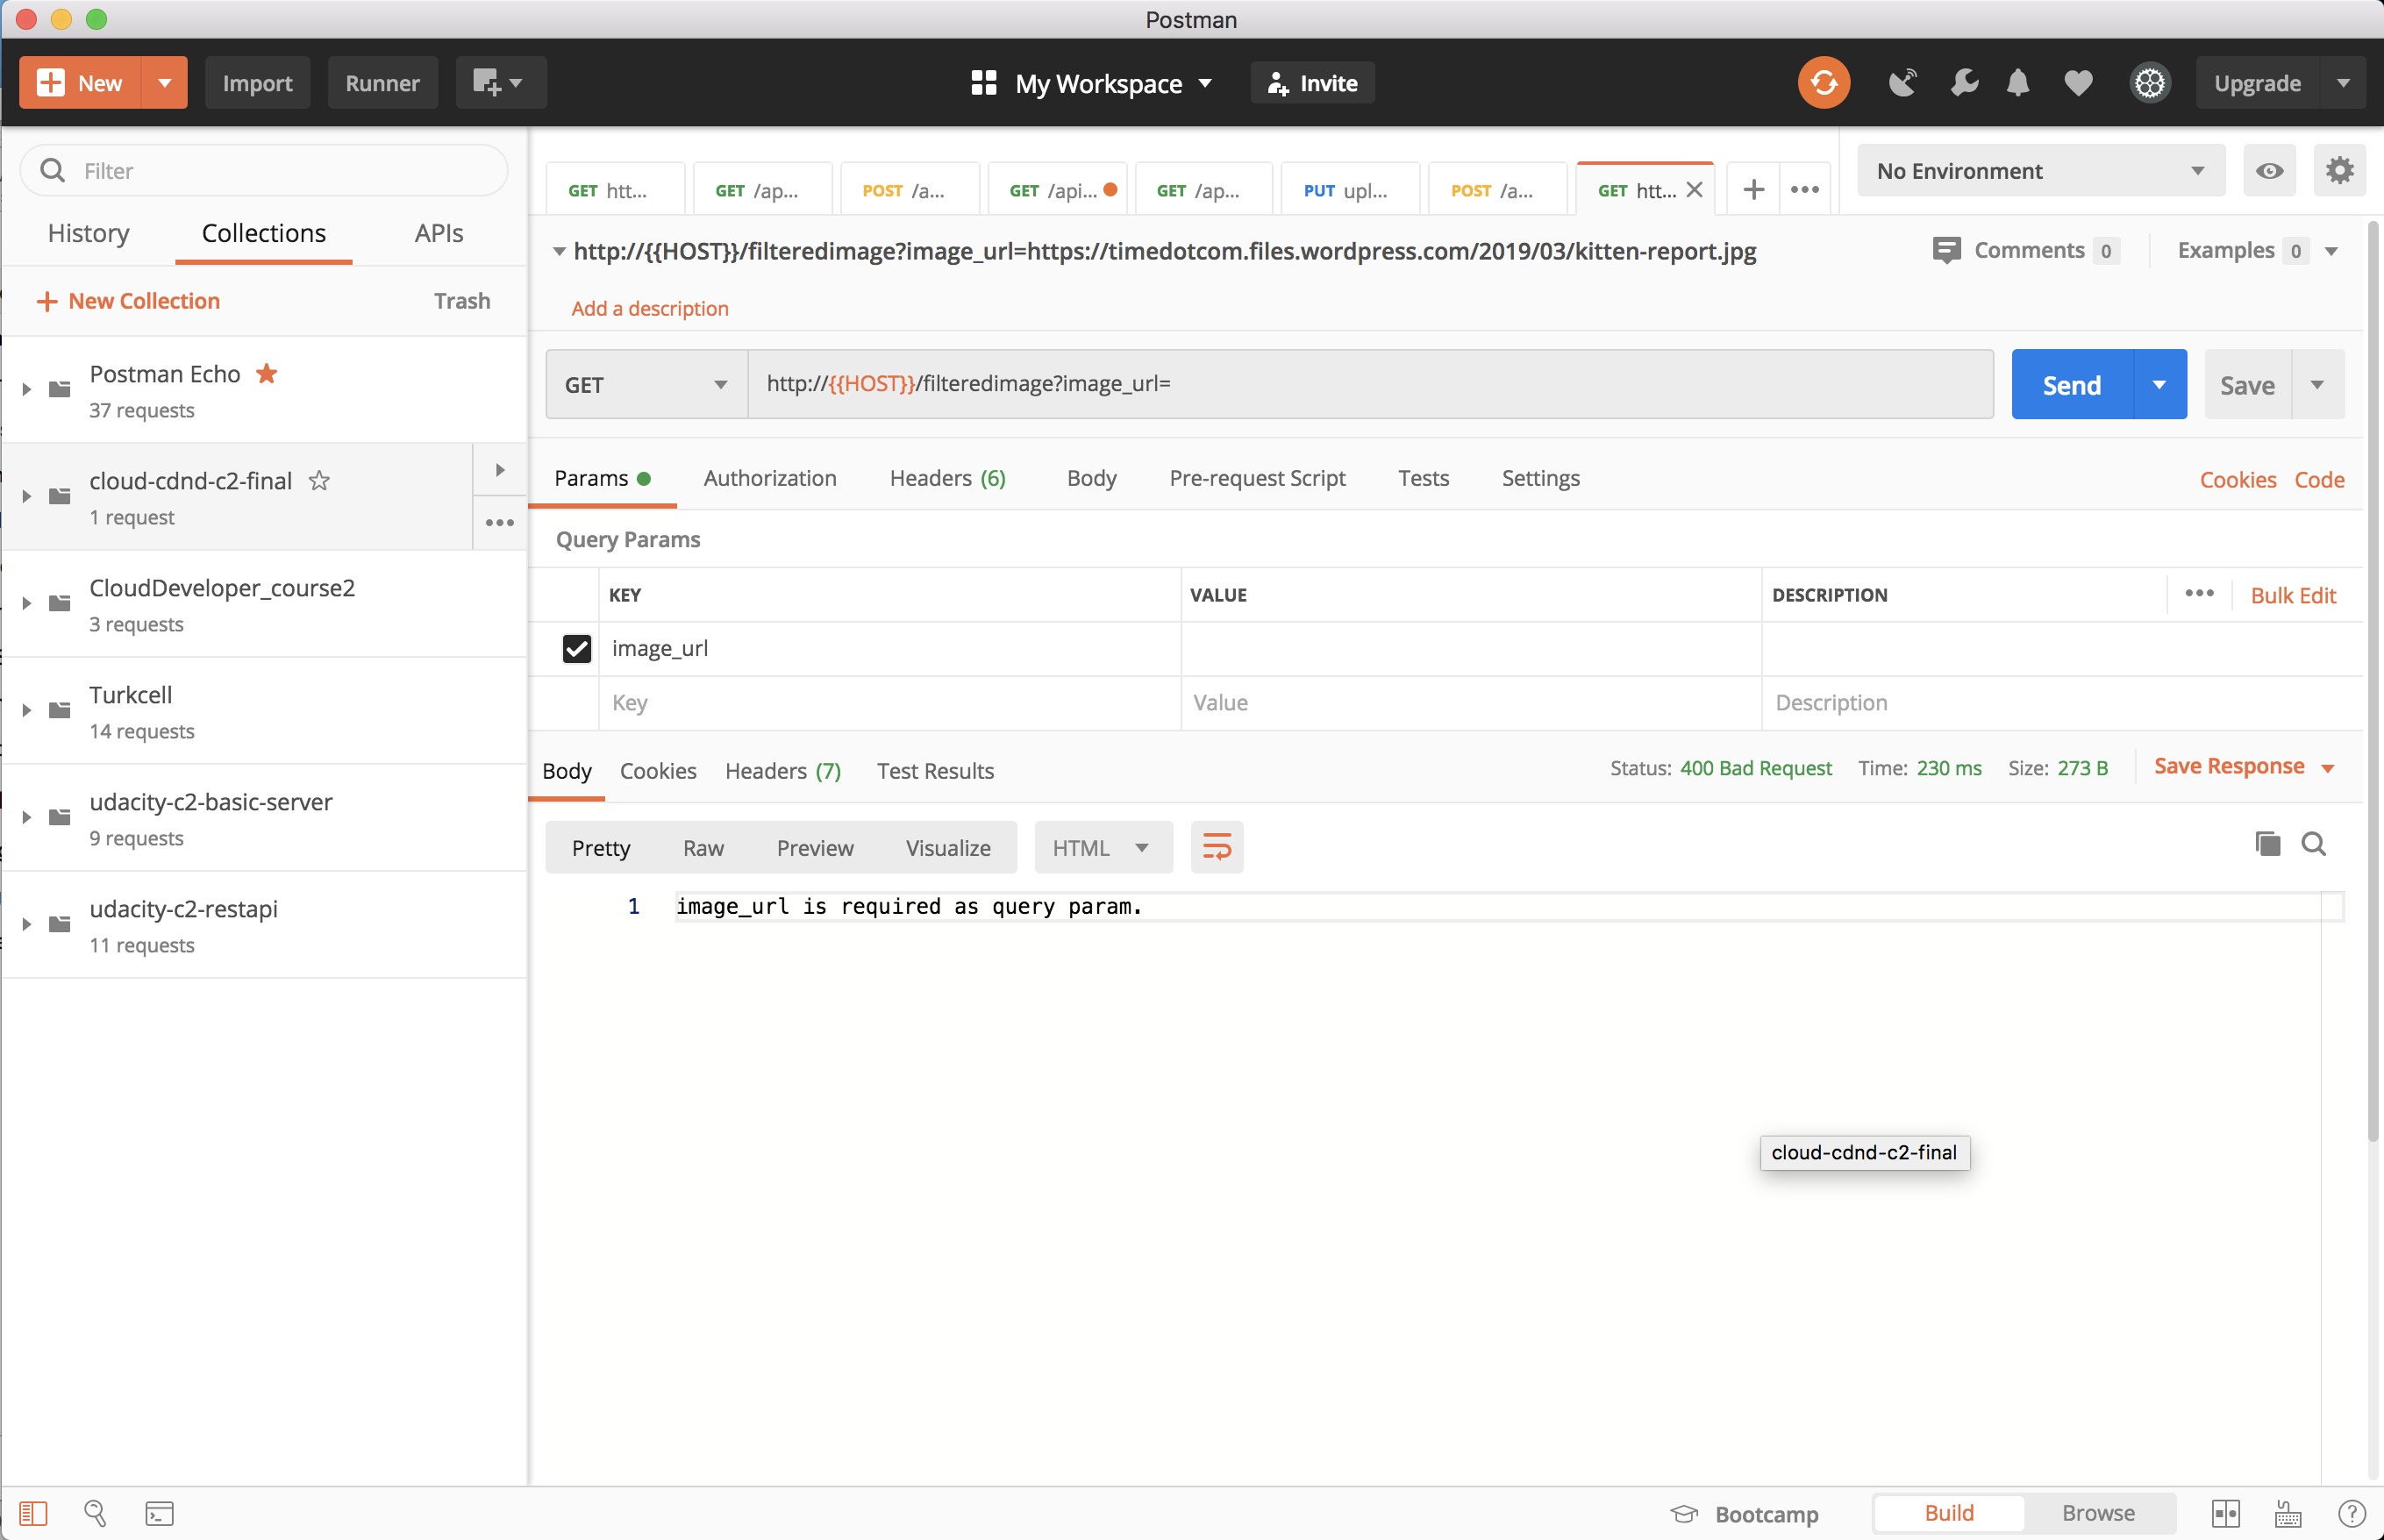 Postman
New
Import
Runner
My Workspace
Invite
Upgrade
Filter
History
Collections
APIs
New Collection
Trash
Postman Echo
37 requests
cloud-cdnd-c2-final
1 request
CloudDeveloper_course2
3 requests
Turkcell
14 requests
udacity-c2-basic-server
9 requests
udacity-c2-restapi
11 requests
GET htt...
GET /ap...
POST /a...
GET /api...
GET /ap...
PUT upl...
POST /a...
GET htt...
No Environment
http://{{HOST}}/filteredimage?image_url=https://timedotcom.files.wordpress.com/2019/03/kitten-report.jpg
Comments 0
Examples 0
Add a description
GET
http://{{HOST}}/filteredimage?image_url=
Send
Save
Params
Authorization
Headers (6)
Body
Pre-request Script
Tests
Settings
Cookies
Code
Query Params
KEY
VALUE
DESCRIPTION
Bulk Edit
image_url
Key
Value
Description
Body
Cookies
Headers (7)
Test Results
Status: 400 Bad Request
Time: 230 ms
Size: 273 B
Save Response
Pretty
Raw
Preview
Visualize
HTML
1
image_url is required as query param.
cloud-cdnd-c2-final
Bootcamp
Build
Browse